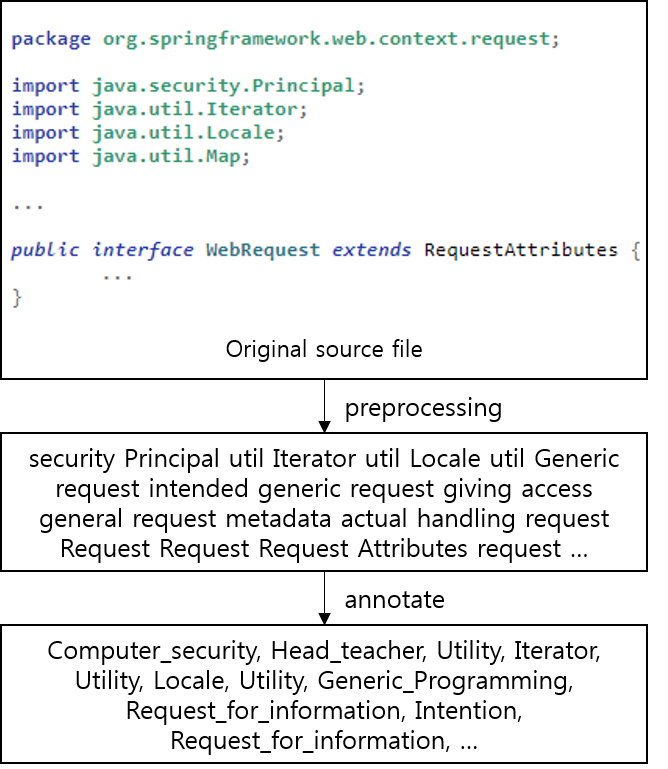 package org.springframework.web.context.request;
import java.security.Principal;
import java.util.Iterator;
import java.util.Locale;
import java.util.Map;
...
public interface WebRequest extends RequestAttributes {
...
}
Original source file
preprocessing
security Principal util Iterator util Locale util Generic
request intended generic request giving access
general request metadata actual handling request
Request Request Request Attributes request ...
annotate
Computer_security, Head_teacher, Utility, Iterator,
Utility, Locale, Utility, Generic_Programming,
Request_for_information, Intention,
Request_for_information, ...